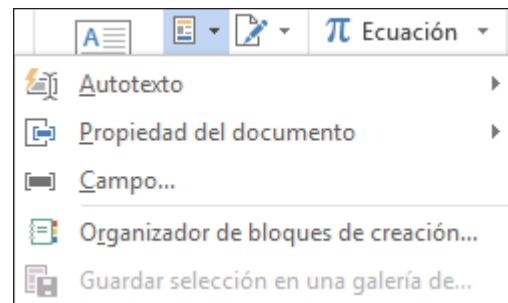 A
π Ecuación
Autotexto
Propiedad del documento
Campo...
Organizador de bloques de creación...
Guardar selección en una galería de...